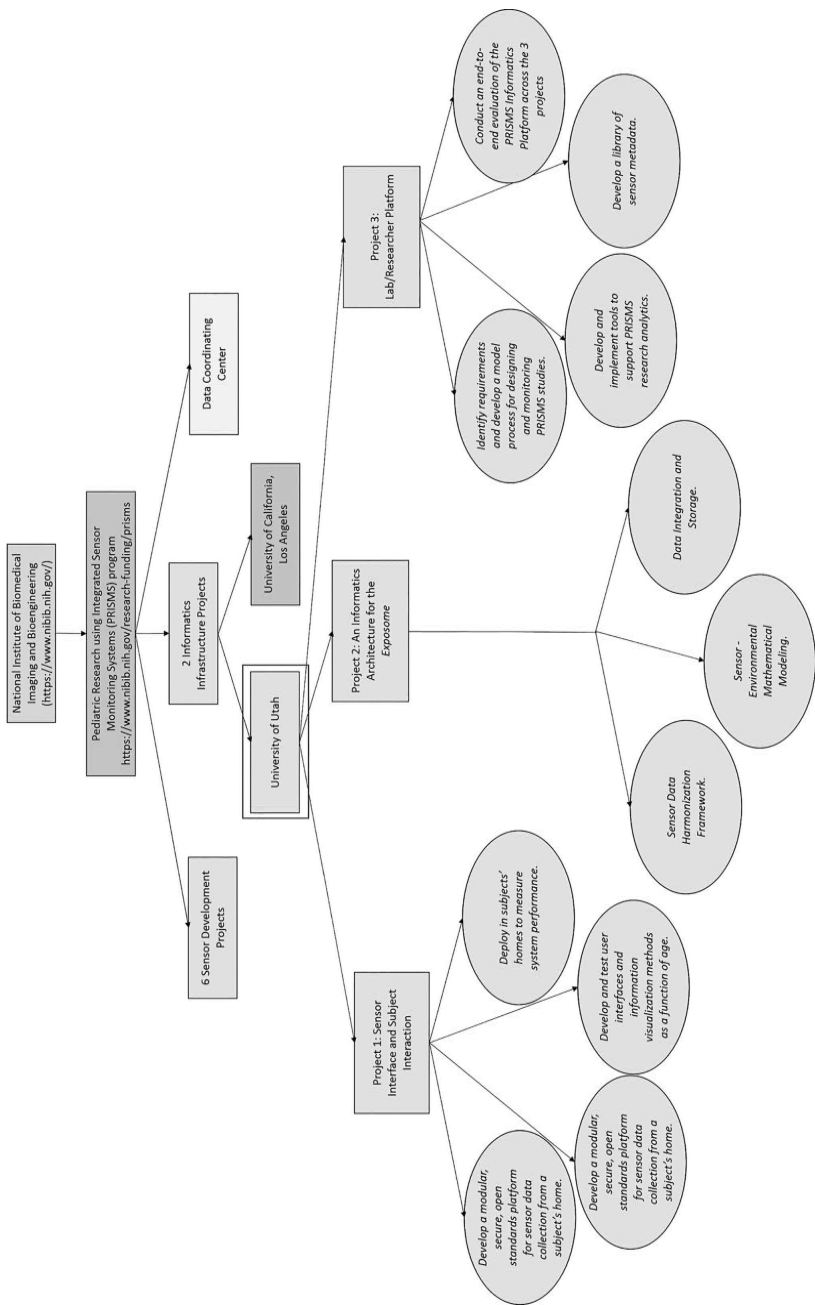 National Institute of Biomedical
Imaging and Bioengineering
(https://www.nibib.nih.gov/)
Pediatric Research using Integrated Sensor
Monitoring Systems (PRISMS) program
https://www.nibib.nih.gov/research-funding/prisms
6 Sensor Development
Projects
2 Informatics
Infrastructure Projects
Data Coordinating
Center
University of Utah
University of California,
Los Angeles
Project 1: Sensor
Interface and Subject
Interaction
Project 2: An Informatics
Architecture for the
Exposome
Project 3:
Lab/Researcher Platform
Develop a modular,
secure, open
standards platform
for sensor data
collection from a
subject's home.
Develop a modular,
secure, open
standards platform
for sensor data
collection from a
subject's home.
Develop and test user
interfaces and
information
visualization methods
as a function of age.
Deploy in subjects'
homes to measure
system performance.
Sensor Data
Harmonization
Framework.
Sensor -
Environmental
Mathematical
Modeling.
Data Integration and
Storage.
Identify requirements
and develop a model
process for designing
and monitoring
PRISMS studies.
Develop and
implement tools to
support PRISMS
research analytics.
Develop a library of
sensor metadata.
Conduct an end-to-
end evaluation of the
PRISMS Informatics
Platform across the 3
projects